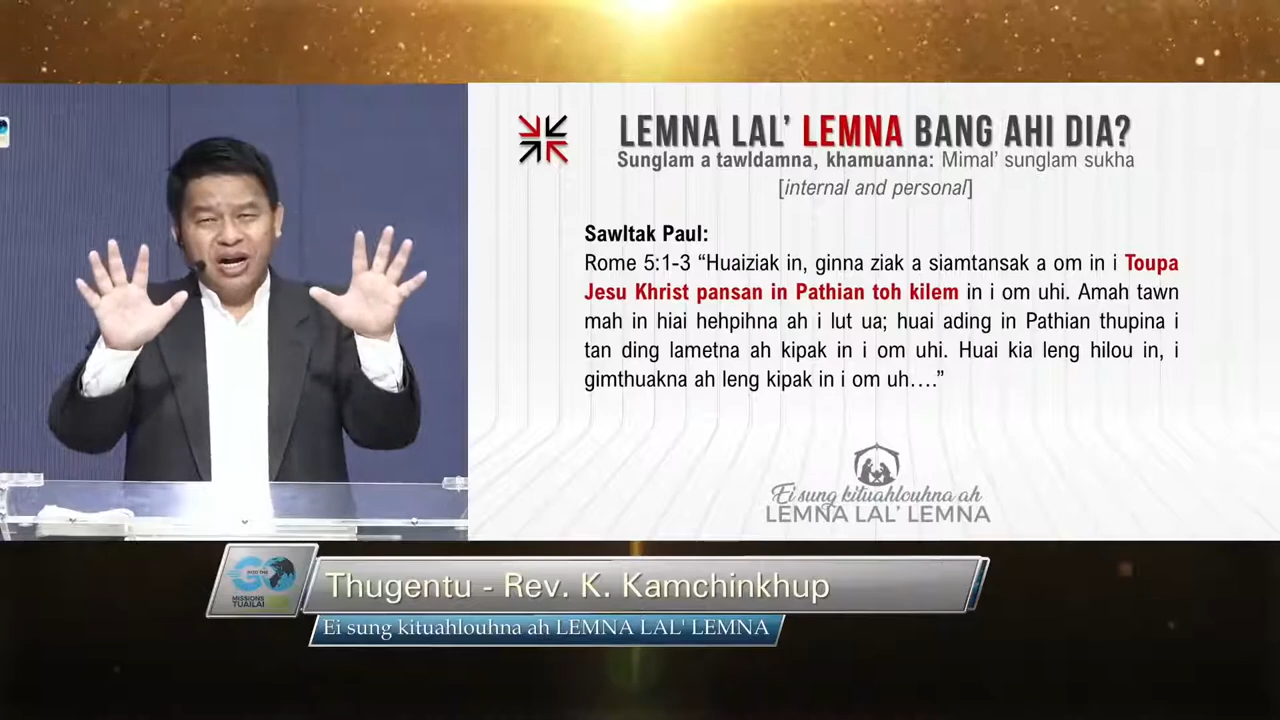 LEMNA LAL’ LEMNA BANG AHI DIA?
Sunglam a tawldamna, khamuanna: Mimal’ sunglam sukha
[internal and personal]
Sawltak Paul:
Rome 5:1-3 “Huaiziak in, ginna ziak a siamtansak a om in i Toupa
Jesu Khrist pansan in Pathian toh kilem in i om uhi. Amah tawn
mah in hiai hehpihna ah i lut ua; huai ading in Pathian thupina i
tan ding lametna ah kipak in i om uhi. Huai kia leng hilou in, i
gimthuakna ah leng kipak in i om uh….”
Ei sung kituahlouhna ah
LEMNA LAL’ LEMNA
GO
INTO THE
MISSIONS
TUAILAI
Thugentu - Rev. K. Kamchinkhup
Ei sung kituahlouhna ah LEMNA LAL' LEMNA